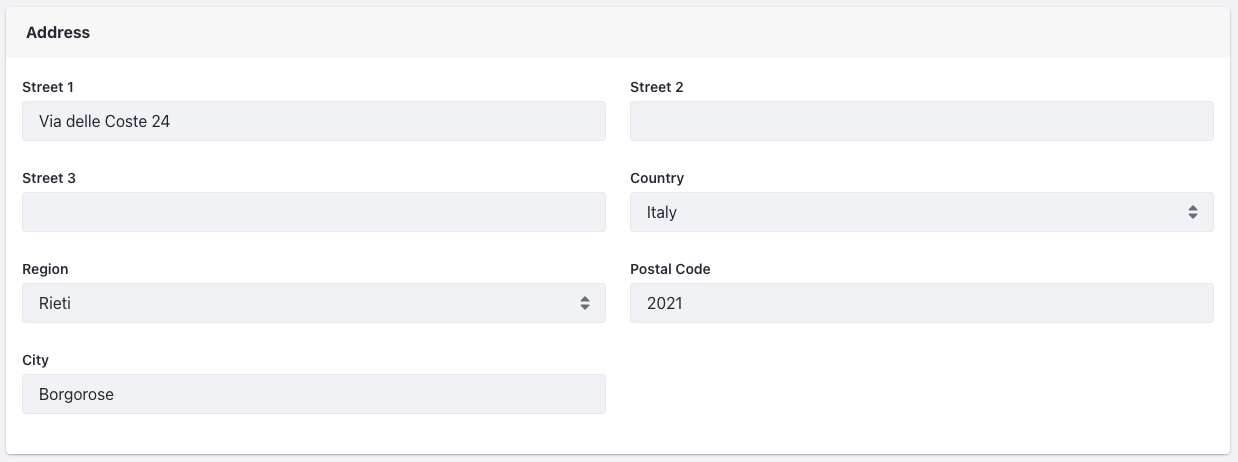 Address
Street 1
Via delle Coste 24
Street 2
Street 3
Country
Italy
Region
Rieti
Postal Code
2021
City
Borgorose